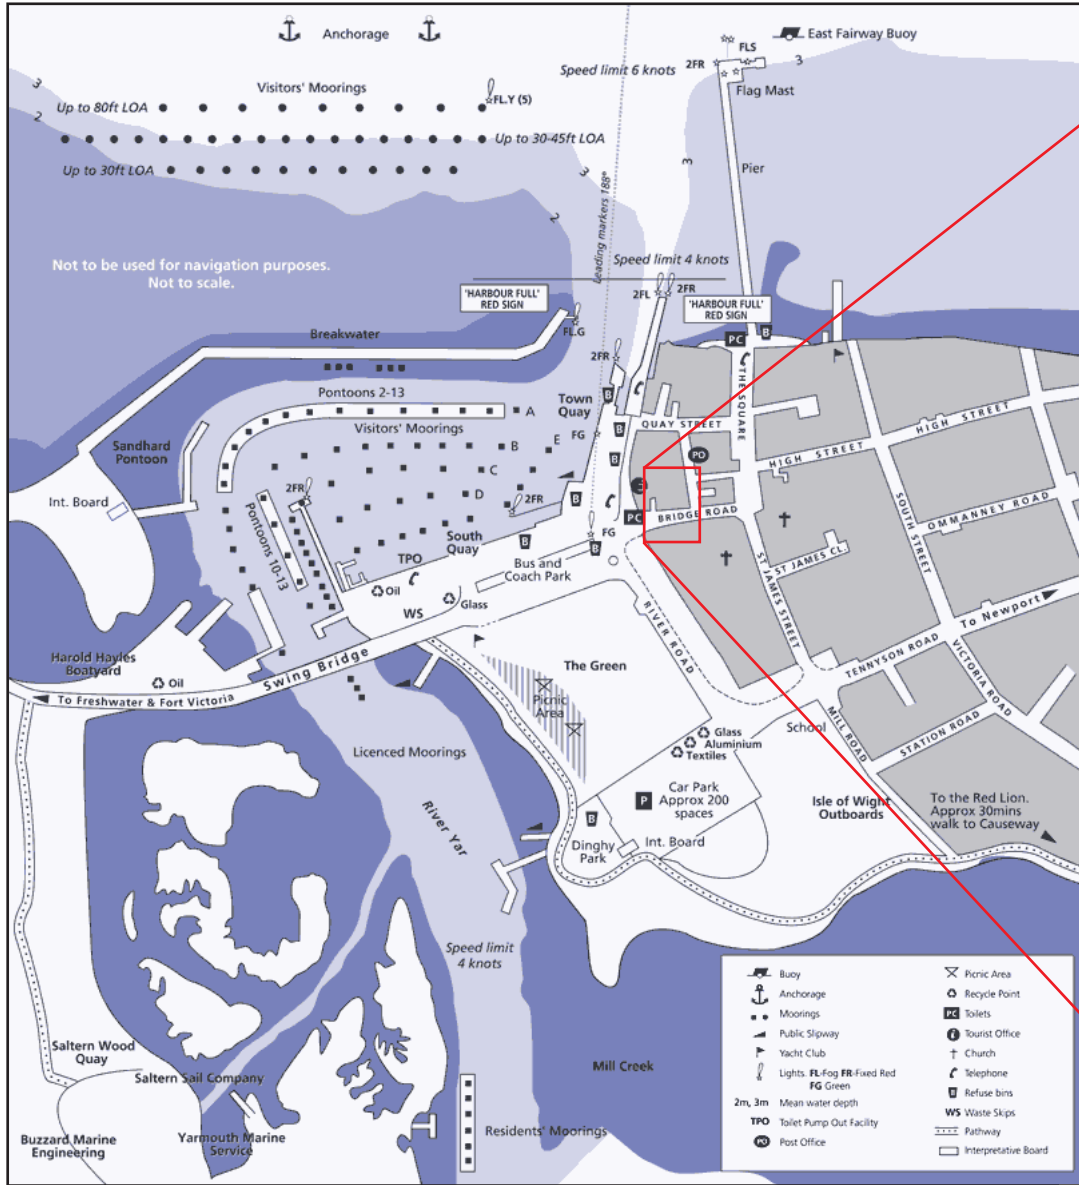 Anchorage
East Fairway Buoy
FLS
2FR
3
Speed limit 6 knots
Flag Mast
3
Visitors' Moorings
Up to 80ft LOA
FL.Y (5)
2
Up to 30-45ft LOA
Up to 30ft LOA
3
3
Pier
2
Leading markers 188°
Not to be used for navigation purposes.
Not to scale.
Speed limit 4 knots
'HARBOUR FULL'
RED SIGN
2FL
2FR
'HARBOUR FULL'
RED SIGN
FL.G
Breakwater
2FR
PC
B
Pontoons 2-13
THE SQUARE
Town
Quay
B
A
Visitors' Moorings
QUAY STREET
HIGH STREET
FG
B
E
B
Sandhard
Pontoon
PO
HIGH STREET
B
C
i
Int. Board
2FR
D
2FR
B
PC
BRIDGE ROAD
SOUTH STREET
OMMANNEY ROAD
Pontoons 10-13
South
Quay
B
FG
B
TPO
Bus and
Coach Park
ST JAMES CL.
ST JAMES STREET
Oil
WS
Glass
RIVER ROAD
To Newport
TENNYSON ROAD
Harold Hayles
Boatyard
Oil
Swing Bridge
The Green
VICTORIA ROAD
To Freshwater & Fort Victoria
Picnic
Area
MILL ROAD
STATION ROAD
School
Glass
Aluminium
Textiles
Licenced Moorings
P
Car Park
Approx 200
spaces
Isle of Wight
Outboards
To the Red Lion.
Approx 30mins
walk to Causeway
River Yar
B
Dinghy
Park
Int. Board
Speed limit
4 knots
Saltern Wood
Quay
Saltern Sail Company
Mill Creek
Buzzard Marine
Engineering
Yarmouth Marine
Service
Residents' Moorings
Buoy
Anchorage
Moorings
Public Slipway
Yacht Club
Lights. FL-Fog FR-Fixed Red
FG Green
2m, 3m Mean water depth
TPO Toilet Pump Out Facility
PO Post Office
Picnic Area
Recycle Point
PC Toilets
i Tourist Office
Church
Telephone
B Refuse bins
WS Waste Skips
Pathway
Interpretative Board